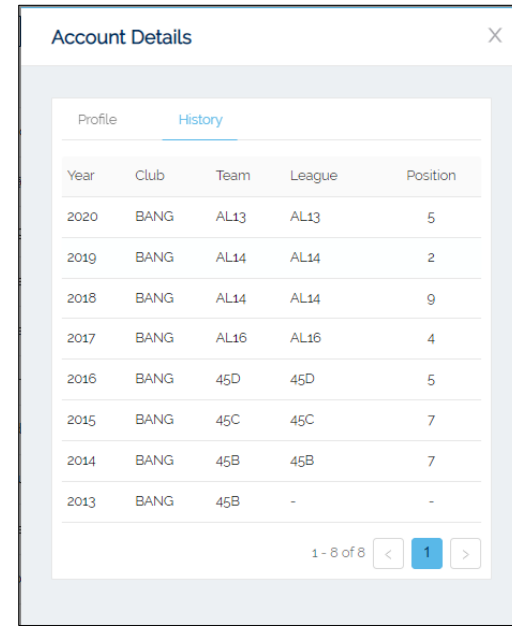 Account Details X
Profile History
Year Club Team League Position
2020 BANG AL13 AL13 5
2019 BANG AL14 AL14 2
2018 BANG AL14 AL14 9
2017 BANG AL16 AL16 4
2016 BANG 45D 45D 5
2015 BANG 45C 45C 7
2014 BANG 45B 45B 7
2013 BANG 45B - -
1 - 8 of 8 < 1 >